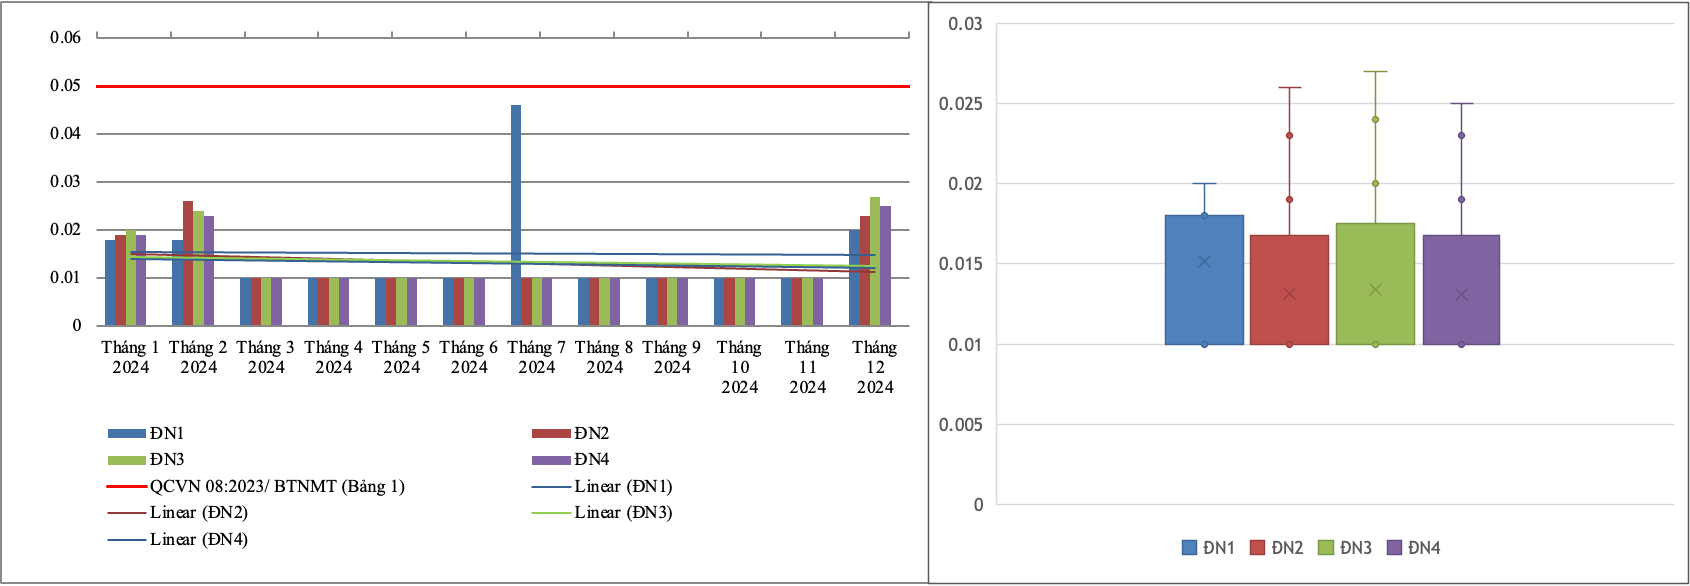 0.06
0.05
0.04
0.03
0.02
0.01
0
Tháng 1
2024
Tháng 2
2024
Tháng 3
2024
Tháng 4
2024
Tháng 5
2024
Tháng 6
2024
Tháng 7
2024
Tháng 8
2024
Tháng 9
2024
Tháng
10
2024
Tháng
11
2024
Tháng
12
2024
ĐN1
ĐN2
ĐN3
ĐN4
QCVN 08:2023/ BTNMT (Bảng 1)
Linear (ĐN1)
Linear (ĐN2)
Linear (ĐN3)
Linear (ĐN4)
0.03
0.025
0.02
0.015
0.01
0.005
0
ĐN1 ĐN2 ĐN3 ĐN4